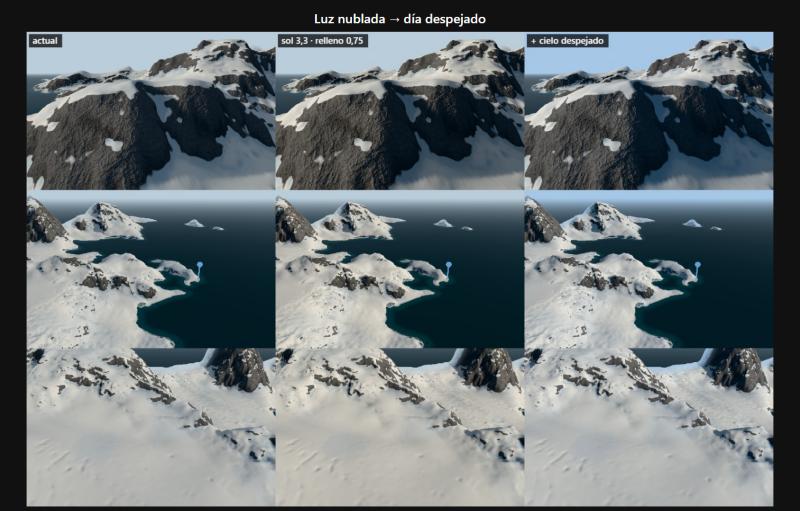 Luz nublada → día despejado
actual
sol 3,3 · relleno 0,75
+ cielo despejado